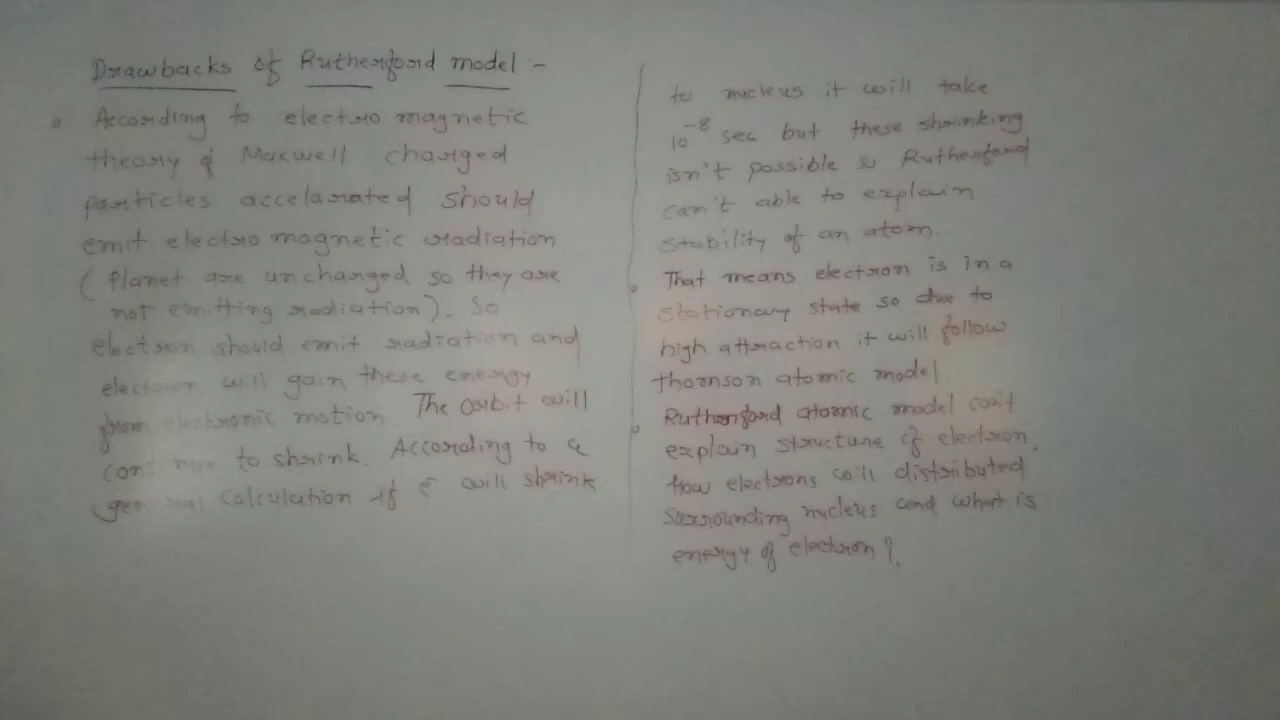 Drawbacks of Rutherford model :-
According to electro magnetic
theory of Maxwell charged
particles accelarated should
emit electro magnetic radiation
(Planet are uncharged so they are
not emitting radiation). So
electron should emit radiation and
electron will gain these energy
from electronic motion. The orbit will
continue to shrink. According to a
general calculation if e⁻ will shrink
to nucleus it will take
10⁻⁸ sec but these shrinking
isn't possible so Rutherford
can't able to explain
stability of an atom.
That means electron is in a
stationary state so due to
high attraction it will follow
thomson atomic model
Rutherford atomic model can't
explain structure of electron.
How electrons will distributed
surrounding nucleus and what is
energy of electron?.